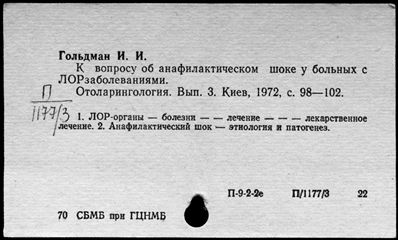 Гольдман И. И.
К вопросу об анафилактическом шоке у больных с
ЛОРзаболеваниями.
Отоларингология. Вып. 3. Киев, 1972, с. 98—102.
П
1177/3
1. ЛОР-органы — болезни — — лечение — — — лекарственное
лечение. 2. Анафилактический шок — этиология и патогенез.
П-9-2-2е П/1177/3 22
70 СБМБ при ГЦНМБ